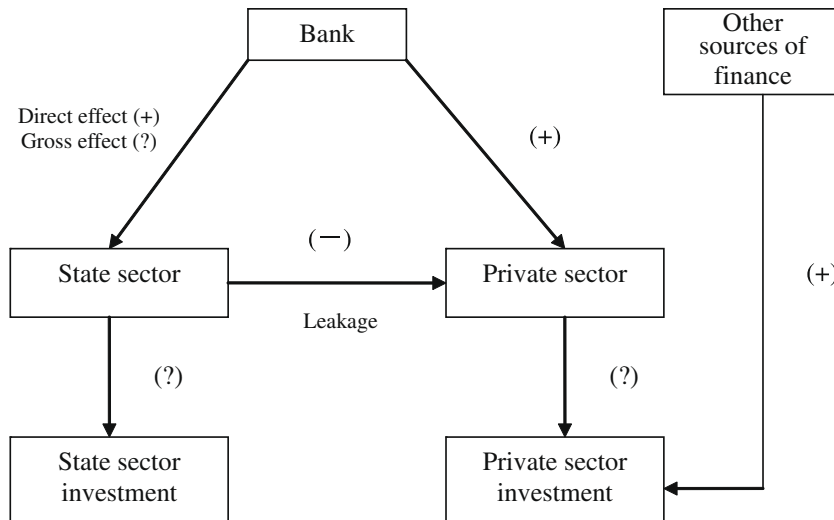 Bank
Other
sources of
finance
Direct effect (+)
Gross effect (?)
(+)
(—)
State sector
Private sector
(+)
Leakage
(?)
(?)
State sector
investment
Private sector
investment